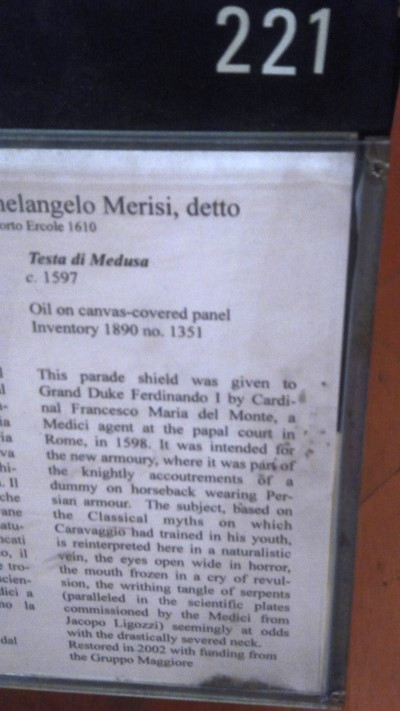 221
helangelo Merisi, detto
orto Ercole 1610
Testa di Medusa
c. 1597
Oil on canvas-covered panel
Inventory 1890 no. 1351
This parade shield was given to
Grand Duke Ferdinando I by Cardi-
nal Francesco Maria del Monte, a
Medici agent at the papal court in
Rome, in 1598. It was intended for
the new armoury, where it was part of
the knightly accoutrements of a
dummy on horseback wearing Per-
sian armour. The subject, based on
the Classical myths on which
Caravaggio had trained in his youth,
is reinterpreted here in a naturalistic
vein, the eyes open wide in horror,
the mouth frozen in a cry of revul-
sion, the writhing tangle of serpents
(paralleled in the scientific plates
commissioned by the Medici from
Jacopo Ligozzi) seemingly at odds
with the drastically severed neck.
Restored in 2002 with funding from
the Gruppo Maggiore